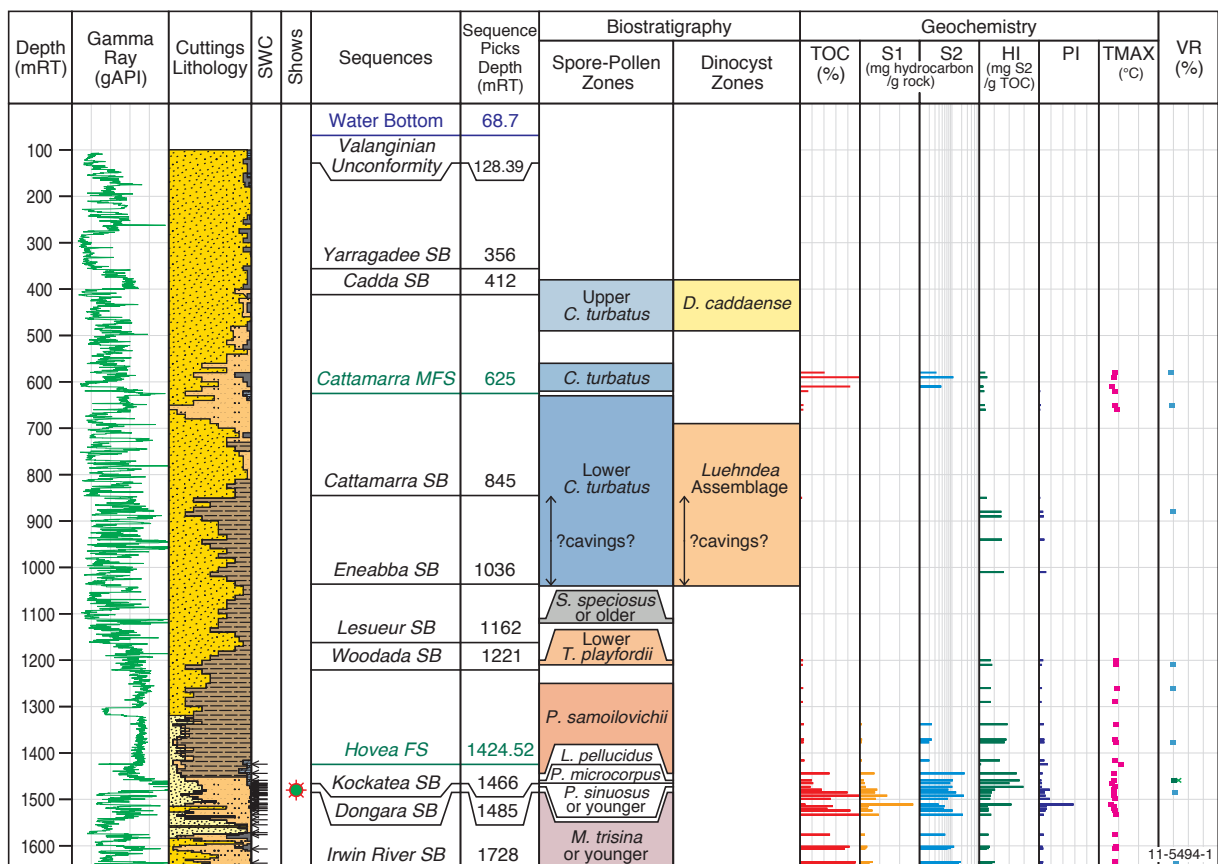 Depth
(mRT)
Gamma
Ray
(gAPI)
Cuttings
Lithology
SWC
Shows
Sequences
Sequence
Picks
Depth
(mRT)
Biostratigraphy
Spore-Pollen
Zones
Dinocyst
Zones
Geochemistry
TOC
(%)
S1 S2
(mg hydrocarbon
/g rock)
HI
(mg S2
/g TOC)
PI
TMAX
(°C)
VR
(%)
Water Bottom 68.7
100
Valanginian
Unconformity 128.39
200
300
Yarragadee SB 356
Cadda SB 412
400
Upper
C. turbatus
D. caddaense
500
600
Cattamarra MFS 625
C. turbatus
700
800
Cattamarra SB 845
Lower
C. turbatus
Luehndea
Assemblage
900
?cavings? ?cavings?
1000
Eneabba SB 1036
1100
S. speciosus
or older
Lesueur SB 1162
Lower
T. playfordii
1200
Woodada SB 1221
1300
P. samoilovichii
1400
Hovea FS 1424.52
L. pellucidus
P. microcorpus
Kockatea SB 1466
1500
P. sinuosus
or younger
Dongara SB 1485
1600
Irwin River SB 1728
M. trisina
or younger
11-5494-1